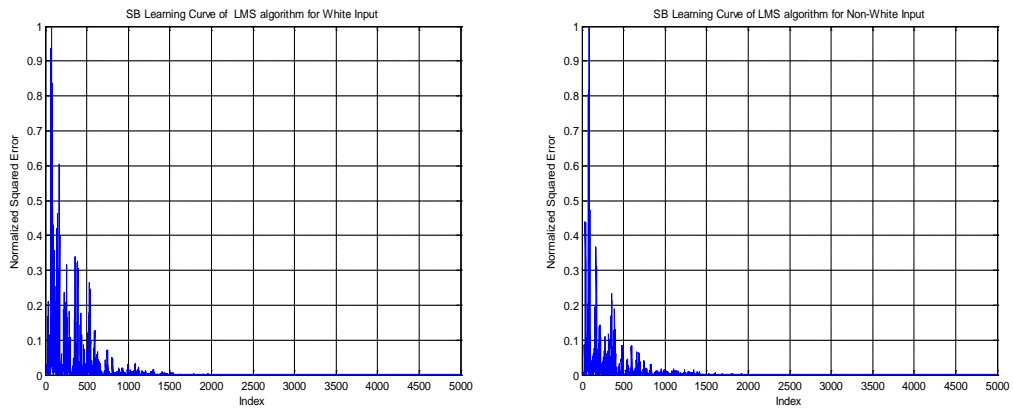 SB Learning Curve of LMS algorithm for White Input
1
0.9
0.8
0.7
0.6
0.5
0.4
0.3
0.2
0.1
0
Normalized Squared Error
0 500 1000 1500 2000 2500 3000 3500 4000 4500 5000
Index
SB Learning Curve of LMS algorithm for Non-White Input
1
0.9
0.8
0.7
0.6
0.5
0.4
0.3
0.2
0.1
0
Normalized Squared Error
0 500 1000 1500 2000 2500 3000 3500 4000 4500 5000
Index